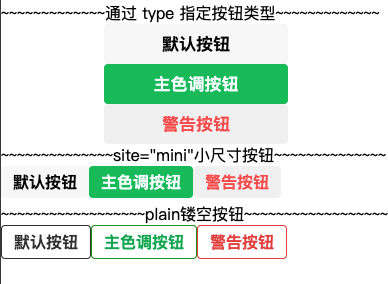 ~~~~~~~~~~~~~通过 type 指定按钮类型~~~~~~~~~~~~~
默认按钮
主色调按钮
警告按钮
~~~~~~~~~~~~~~site="mini"小尺寸按钮~~~~~~~~~~~~~~
默认按钮 主色调按钮 警告按钮
~~~~~~~~~~~~~~~~~~plain镂空按钮~~~~~~~~~~~~~~~~~~
默认按钮 主色调按钮 警告按钮